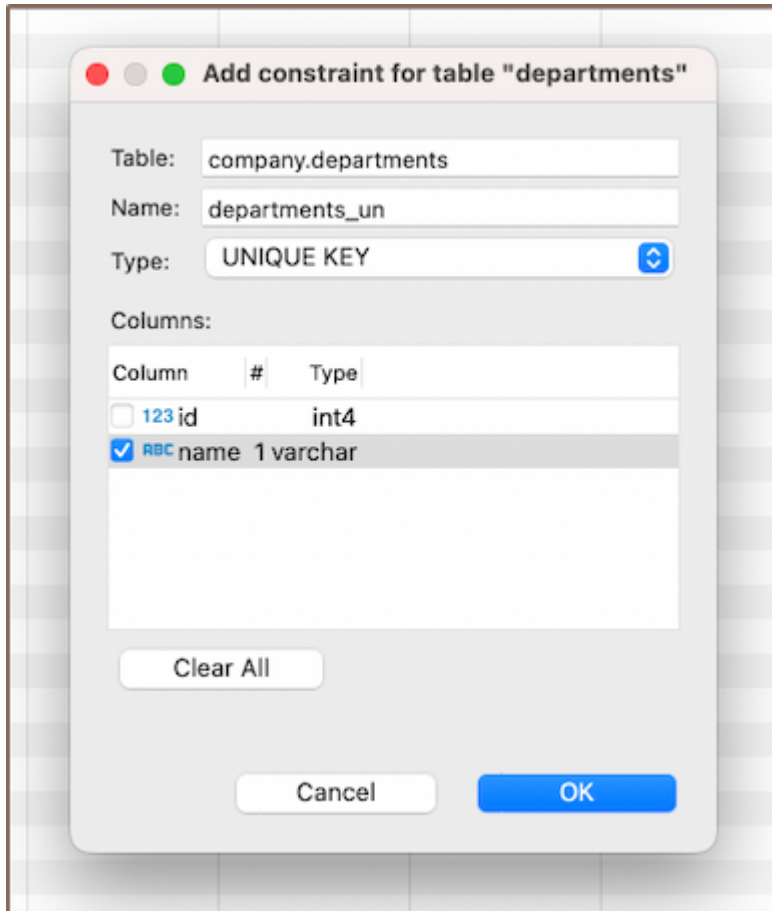 Add constraint for table "departments"
Table: company.departments
Name: departments_un
Type: UNIQUE KEY
Columns:
Column # Type
123 id int4
ABC name 1 varchar
Clear All
Cancel OK